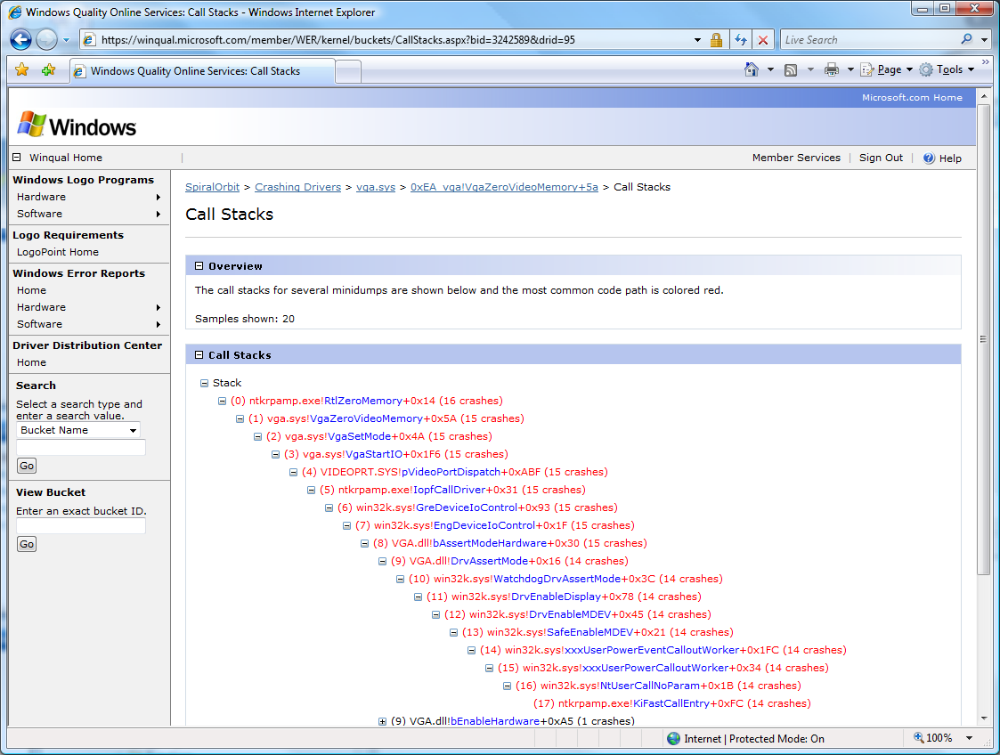 Windows Quality Online Services: Call Stacks - Windows Internet Explorer
https://winqual.microsoft.com/member/WER/kernel/buckets/CallStacks.aspx?bid=3242589&drid=95
Live Search
Windows Quality Online Services: Call Stacks
Page
Tools
Microsoft.com Home
Windows
Winqual Home
Member Services
Sign Out
Help
Windows Logo Programs
Hardware
Software
Logo Requirements
LogoPoint Home
Windows Error Reports
Home
Hardware
Software
Driver Distribution Center
Home
Search
Select a search type and
enter a search value.
Bucket Name
Go
View Bucket
Enter an exact bucket ID.
Go
SpiralOrbit > Crashing Drivers > vga.sys > 0xEA_vga!VgaZeroVideoMemory+5a > Call Stacks
Call Stacks
Overview
The call stacks for several minidumps are shown below and the most common code path is colored red.
Samples shown: 20
Call Stacks
Stack
(0) ntkrpamp.exe!RtlZeroMemory+0x14 (16 crashes)
(1) vga.sys!VgaZeroVideoMemory+0x5A (15 crashes)
(2) vga.sys!VgaSetMode+0x4A (15 crashes)
(3) vga.sys!VgaStartIO+0x1F6 (15 crashes)
(4) VIDEOPRT.SYS!pVideoPortDispatch+0xABF (15 crashes)
(5) ntkrpamp.exe!IopfCallDriver+0x31 (15 crashes)
(6) win32k.sys!GreDeviceIoControl+0x93 (15 crashes)
(7) win32k.sys!EngDeviceIoControl+0x1F (15 crashes)
(8) VGA.dll!bAssertModeHardware+0x30 (15 crashes)
(9) VGA.dll!DrvAssertMode+0x16 (14 crashes)
(10) win32k.sys!WatchdogDrvAssertMode+0x3C (14 crashes)
(11) win32k.sys!DrvEnableDisplay+0x78 (14 crashes)
(12) win32k.sys!DrvEnableMDEV+0x45 (14 crashes)
(13) win32k.sys!SafeEnableMDEV+0x21 (14 crashes)
(14) win32k.sys!xxxUserPowerEventCalloutWorker+0x1FC (14 crashes)
(15) win32k.sys!xxxUserPowerCalloutWorker+0x34 (14 crashes)
(16) win32k.sys!NtUserCallNoParam+0x1B (14 crashes)
(17) ntkrpamp.exe!KiFastCallEntry+0xFC (14 crashes)
(9) VGA.dll!bEnableHardware+0xA5 (1 crashes)
Internet | Protected Mode: On
100%